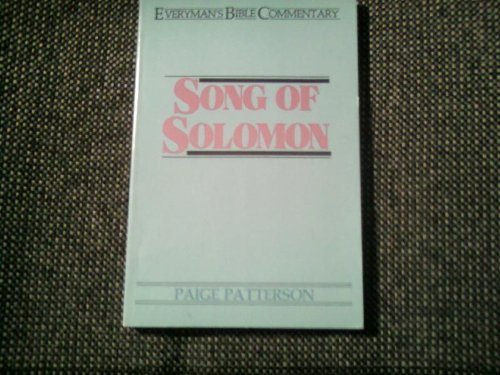 EVERYMAN'S BIBLE COMMENTARY
SONG OF
SOLOMON
PAIGE PATTERSON